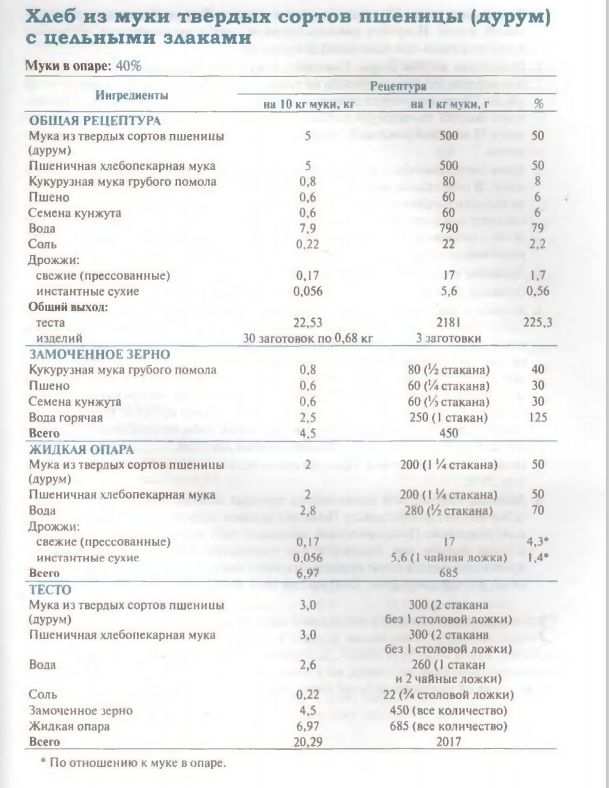 Хлеб из муки твердых сортов пшеницы (дурум)
с цельными злаками
Муки в опаре: 40%
Ингредиенты Рецептура
на 10 кг муки, кг на 1 кг муки, г %
ОБЩАЯ РЕЦЕПТУРА
Мука из твердых сортов пшеницы 5 500 50
(дурум)
Пшеничная хлебопекарная мука 5 500 50
Кукурузная мука грубого помола 0,8 80 8
Пшено 0,6 60 6
Семена кунжута 0,6 60 6
Вода 7,9 790 79
Соль 0,22 22 2,2
Дрожжи:
свежие (прессованные) 0,17 17 1,7
инстантные сухие 0,056 5,6 0,56
Общий выход:
теста 22,53 2181 225,3
изделий 30 заготовок по 0,68 кг 3 заготовки
ЗАМОЧЕННОЕ ЗЕРНО
Кукурузная мука грубого помола 0,8 80 (½ стакана) 40
Пшено 0,6 60 (¼ стакана) 30
Семена кунжута 0,6 60 (⅓ стакана) 30
Вода горячая 2,5 250 (1 стакан) 125
Всего 4,5 450
ЖИДКАЯ ОПАРА
Мука из твердых сортов пшеницы 2 200 (1 ¼ стакана) 50
(дурум)
Пшеничная хлебопекарная мука 2 200 (1 ¼ стакана) 50
Вода 2,8 280 (½ стакана) 70
Дрожжи:
свежие (прессованные) 0,17 17 4,3*
инстантные сухие 0,056 5,6 (1 чайная ложка) 1,4*
Всего 6,97 685
ТЕСТО
Мука из твердых сортов пшеницы 3,0 300 (2 стакана
(дурум) без 1 столовой ложки)
Пшеничная хлебопекарная мука 3,0 300 (2 стакана
без 1 столовой ложки)
Вода 2,6 260 (1 стакан
и 2 чайные ложки)
Соль 0,22 22 (¾ столовой ложки)
Замоченное зерно 4,5 450 (все количество)
Жидкая опара 6,97 685 (все количество)
Всего 20,29 2017
* По отношению к муке в опаре.